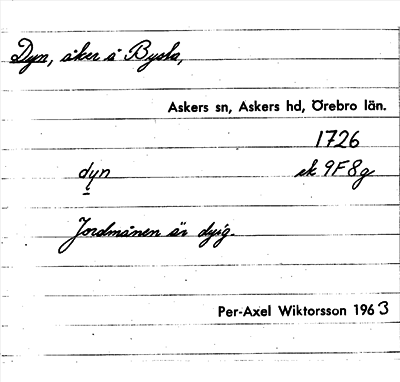 Dyn, åker å Bysta,
Askers sn, Askers hd, Örebro län.
1726
dyn ek 9F8g
Jordmånen är dyig.
Per-Axel Wiktorsson 1963